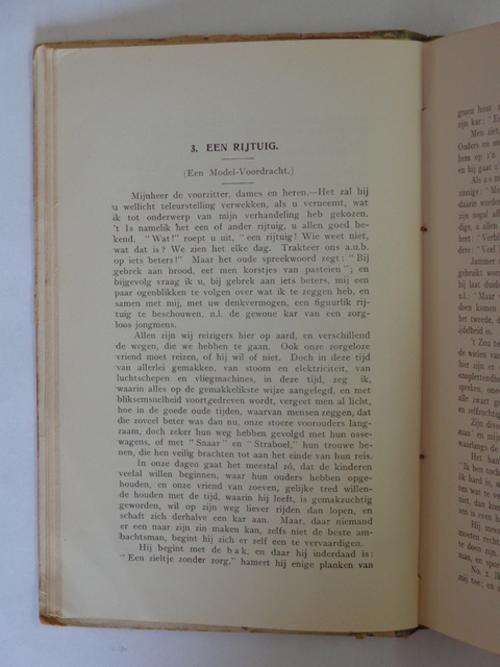 3. EEN RIJTUIG.
(Een Model-Voordracht.)
Mijnheer de voorzitter, dames en heren.—Het zal bij
u wellicht teleurstelling verwekken, als u verneemt, wat
ik tot onderwerp van mijn verhandeling heb gekozen.
't Is namelik het een of ander rijtuig, u allen goed be-
kend. "Wat!" roept u uit, "een rijtuig! Wie weet niet,
wat dat is? We zien het elke dag. Trakteer ons a.u.b.
op iets beters!" Maar het oude spreekwoord zegt: "Bij
gebrek aan brood, eet men korstjes van pasteien"; en
bijgevolg vraag ik u, bij gebrek aan iets beters, mij een
paar ogenblikken te volgen over wat ik te zeggen heb, en
samen met mij, met uw denkvermogen, een figuurlik rij-
tuig te beschouwen, n.l. de gewone kar van een zorg-
loos jongmens.
Allen zijn wij reizigers hier op aard, en verschillend
de wegen, die we hebben te gaan. Ook onze zorgeloze
vriend moet reizen, of hij wil of niet. Doch in deze tijd
van allerlei gemakken, van stoom en elektriciteit, van
luchtschepen en vliegmachines, in deze tijd, zeg ik,
waarin alles op de gemakkelikste wijze aangelegd, en met
bliksemsnelheid voortgedreven wordt, vergeet men al licht,
hoe in de goede oude tijden, waarvan mensen zeggen, dat
die zoveel beter was dan nu, onze stoere voorouders lang-
zaam, doch zeker hun weg hebben gevolgd met hun osse-
wagens, of met "Snaar" en "Straboel," hun trouwe be-
nen, die hen veilig brachten tot aan het einde van hun reis.
In onze dagen gaat het meestal zó, dat de kinderen
veelal willen beginnen, waar hun ouders hebben opge-
houden, en onze vriend van zoeven, gelijke tred willen-
de houden met de tijd, waarin hij leeft, is gemakzuchtig
geworden, wil op zijn weg liever rijden dan lopen, en
schaft zich derhalve een kar aan. Maar, daar niemand
er een naar zijn zin maken kan, zelfs niet de beste am-
bachtsman, begint hij zich er zelf een te vervaardigen.
Hij begint met de bak, en daar hij inderdaad is:
"Een zieltje zonder zorg," hamert hij enige planken van